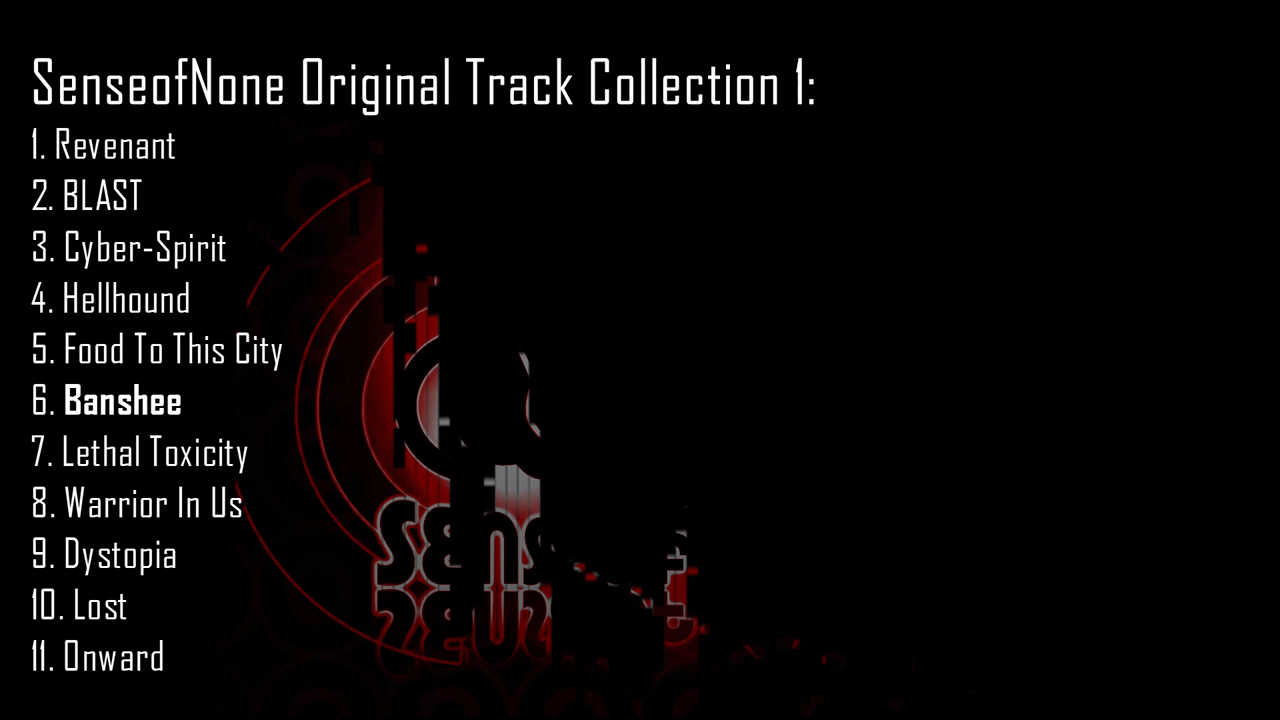 SenseofNone Original Track Collection 1:
1. Revenant
2. BLAST
3. Cyber-Spirit
4. Hellhound
5. Food To This City
6. Banshee
7. Lethal Toxicity
8. Warrior In Us
9. Dystopia
10. Lost
11. Onward